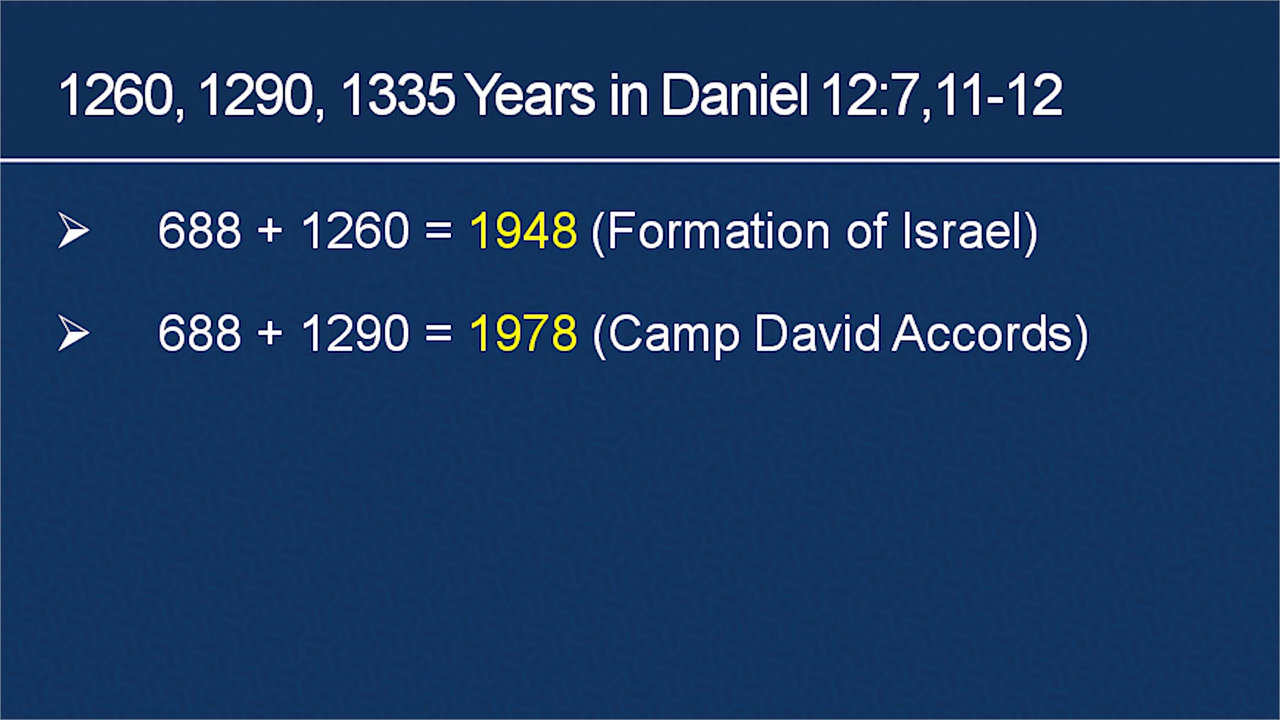 1260, 1290, 1335 Years in Daniel 12:7,11-12
➢ 688 + 1260 = 1948 (Formation of Israel)
➢ 688 + 1290 = 1978 (Camp David Accords)